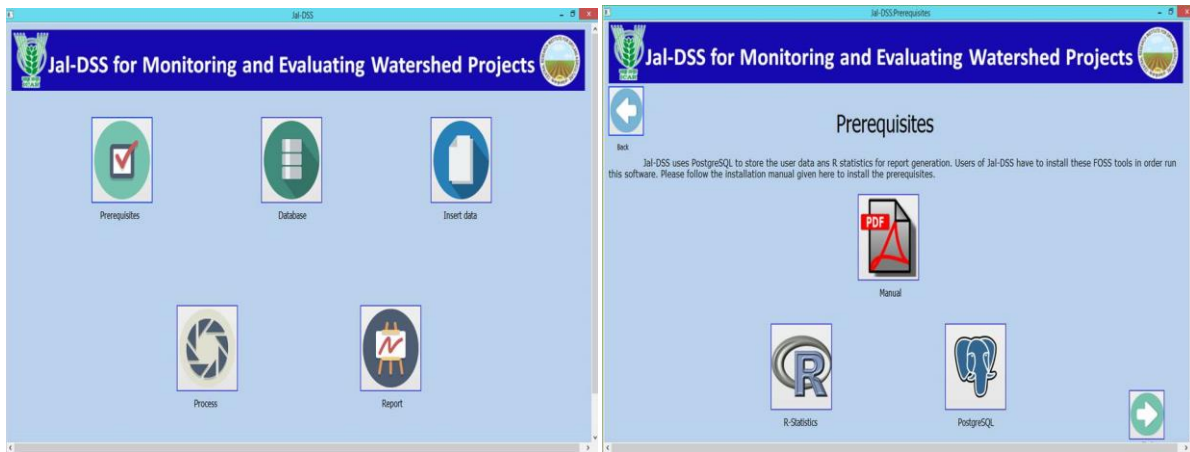 Jal-DSS
Jal-DSS for Monitoring and Evaluating Watershed Projects
ICAR
Prerequisites
Database
Insert data
Process
Report
Jal-DSS:Prerequisites
Jal-DSS for Monitoring and Evaluating Watershed Projects
Back
Prerequisites
Jal-DSS uses PostgreSQL to store the user data ans R statistics for report generation. Users of Jal-DSS have to install these FOSS tools in order run
this software. Please follow the installation manual given here to install the prerequisites.
PDF
Manual
R
R-Statistics
PostgreSQL